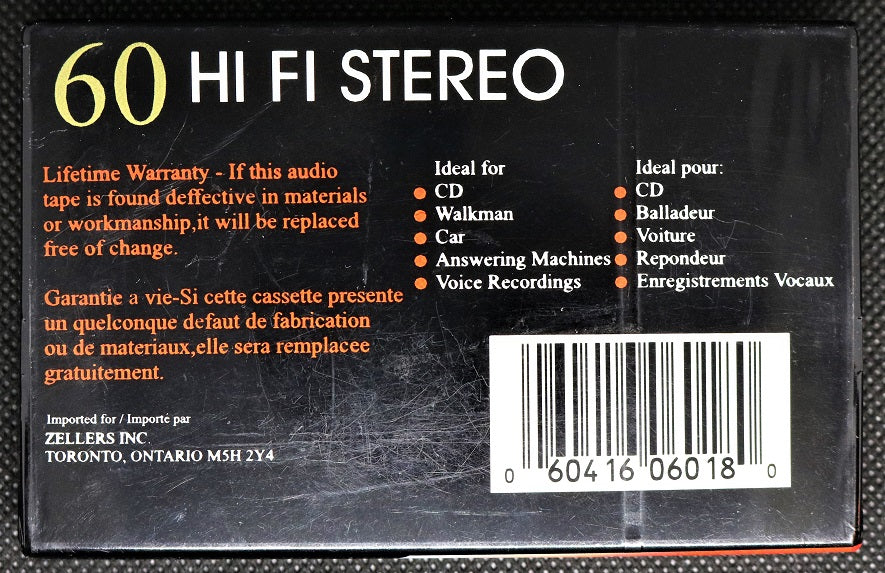 60 HI FI STEREO
Lifetime Warranty - If this audio
tape is found deffective in materials
or workmanship,it will be replaced
free of change.
Garantie a vie-Si cette cassette presente
un quelconque defaut de fabrication
ou de materiaux,elle sera remplacee
gratuitement.
Imported for / Importe par
ZELLERS INC.
TORONTO, ONTARIO M5H 2Y4
Ideal for
CD
Walkman
Car
Answering Machines
Voice Recordings
Ideal pour:
CD
Balladeur
Voiture
Repondeur
Enregistrements Vocaux
0 60416 06018 0